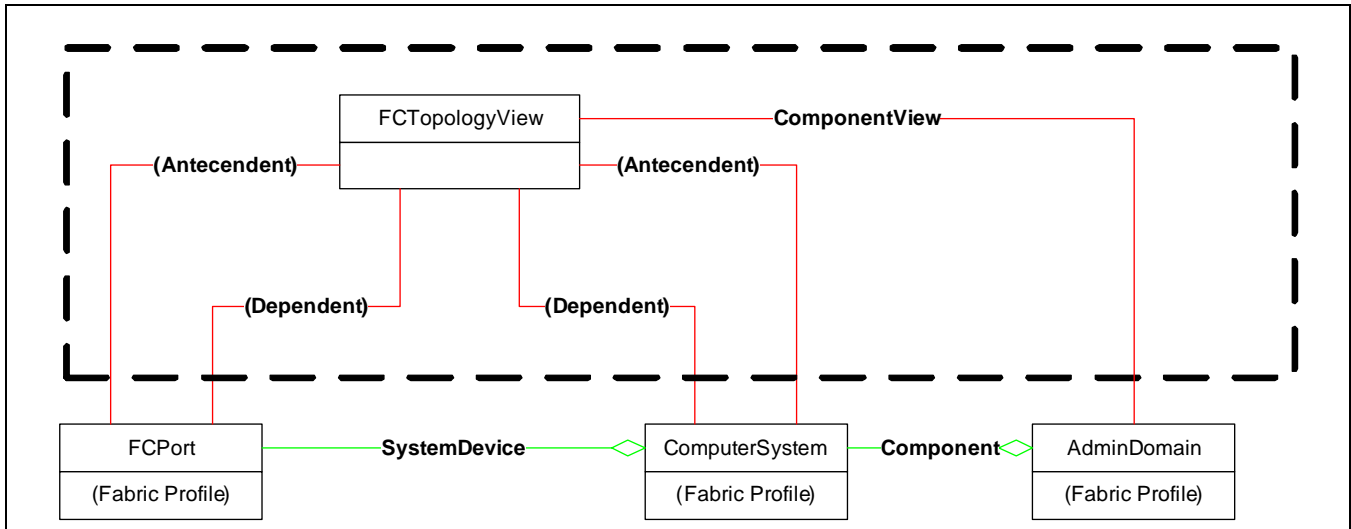 FCTopologyView
ComponentView
(Antecendent)
(Antecendent)
(Dependent)
(Dependent)
FCPort
SystemDevice
ComputerSystem
Component
AdminDomain
(Fabric Profile)
(Fabric Profile)
(Fabric Profile)